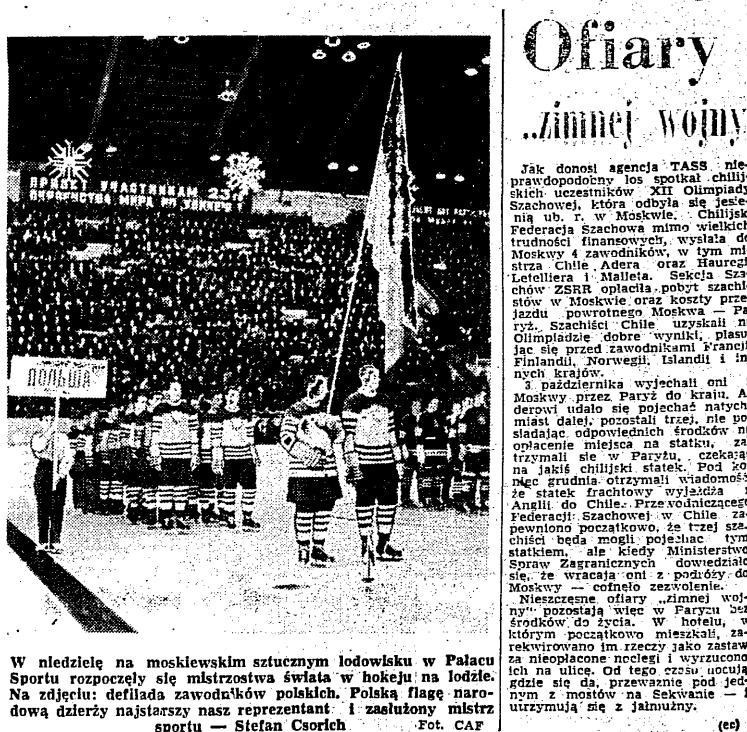 ПРИВЕТ УЧАСТНИКАМ 23
ПЕРВЕНСТВА МИРА ПО ХОККЕЮ
ПОЛЬША
W niedzielę na moskiewskim sztucznym lodowisku w Pałacu
Sportu rozpoczęły się mistrzostwa świata w hokeju na lodzie.
Na zdjęciu: defilada zawodników polskich. Polską flagę naro-
dową dzierży najstarszy nasz reprezentant i zasłużony mistrz
sportu — Stefan Csorich Fot. CAF
Ofiary
„zimnej wojny
Jak donosi agencja TASS nie-
prawdopodobny los spotkał chilij-
skich uczestników XII Olimpiady
Szachowej, która odbyła się jesie-
nią ub. r. w Moskwie. Chilijsk
Federacja Szachowa mimo wielkich
trudności finansowych, wysłała do
Moskwy 4 zawodników, w tym mi-
strza Chile Adera oraz Hauregi
Letelliera i Malleta. Sekcja Sza-
chów ZSRR opłaciła pobyt szachi-
stów w Moskwie oraz koszty prze-
jazdu powrotnego Moskwa — Pa-
ryż. Szachiści Chile uzyskali n
Olimpiadzie dobre wyniki, plasu-
jąc się przed zawodnikami Francji
Finlandii, Norwegii, Islandii i in-
nych krajów.
3 października wyjechali oni z
Moskwy przez Paryż do kraju. A-
derowi udało się pojechać natych-
miast dalej, pozostali trzej, nie po-
siadając odpowiednich środków n
opłacenie miejsca na statku, za-
trzymali się w Paryżu, czekając
na jakiś chilijski statek. Pod ko-
niec grudnia otrzymali wiadomość
że statek frachtowy wyjeżdża z
Anglii do Chile. Przewodniczącego
Federacji Szachowej w Chile za-
pewniono początkowo, że trzej sza-
chiści będą mogli pojechać tym
statkiem, ale kiedy Ministerstwo
Spraw Zagranicznych dowiedziało
się, że wracają oni z podróży do
Moskwy — cofnęło zezwolenie.
Nieszczęsne ofiary „zimnej woj-
ny" pozostają więc w Paryżu bez
środków do życia. W hotelu, w
którym początkowo mieszkali, za-
rekwirowano im rzeczy jako zastaw
za nieopłacone noclegi i wyrzucono
ich na ulicę. Od tego czasu nocują
gdzie się da, przeważnie pod jed-
nym z mostów na Sekwanie — i
utrzymują się z jałmużny.
(ec)